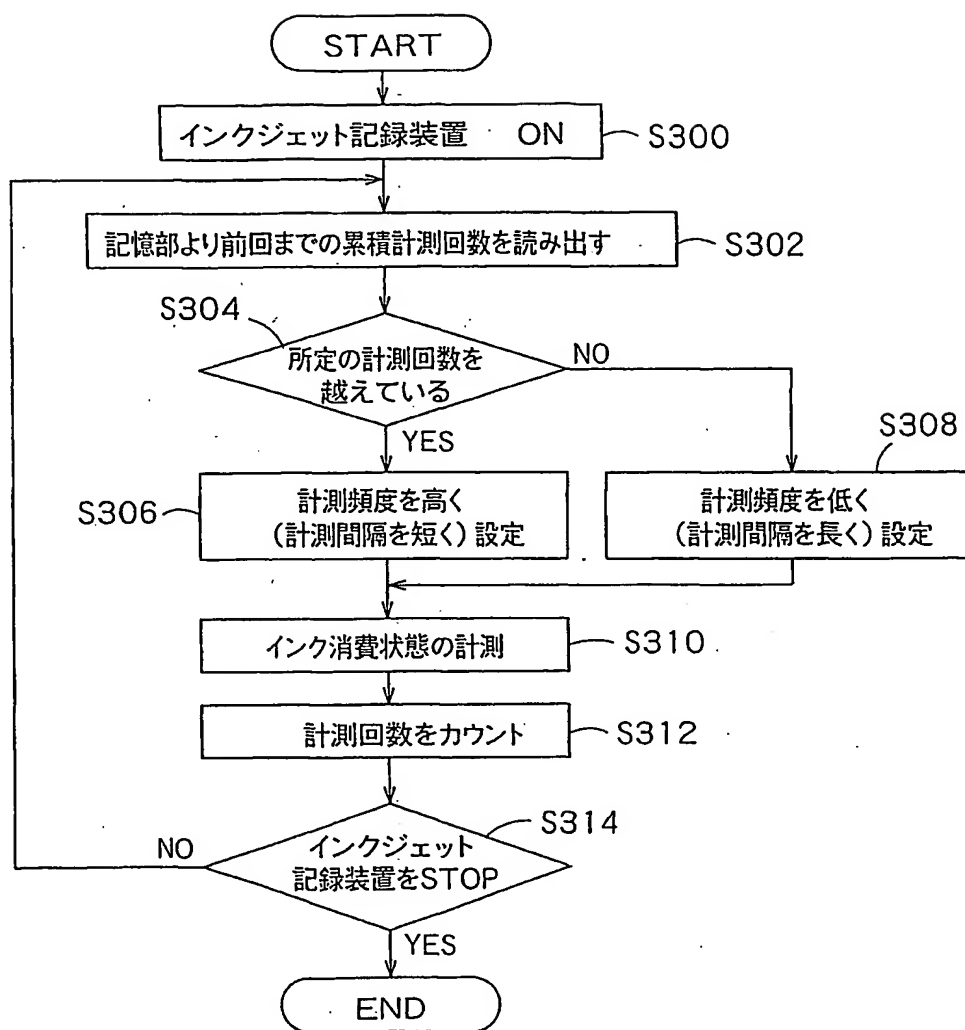 START
インクジェット記録装置 ON
S300
記憶部より前回までの累積計測回数を読み出す
S302
S304
所定の計測回数を
越えている
NO
YES
S308
S306
計測頻度を高く
(計測間隔を短く) 設定
計測頻度を低く
(計測間隔を長く) 設定
インク消費状態の計測
S310
計測回数をカウント
S312
S314
インクジェット
記録装置をSTOP
NO
YES
END